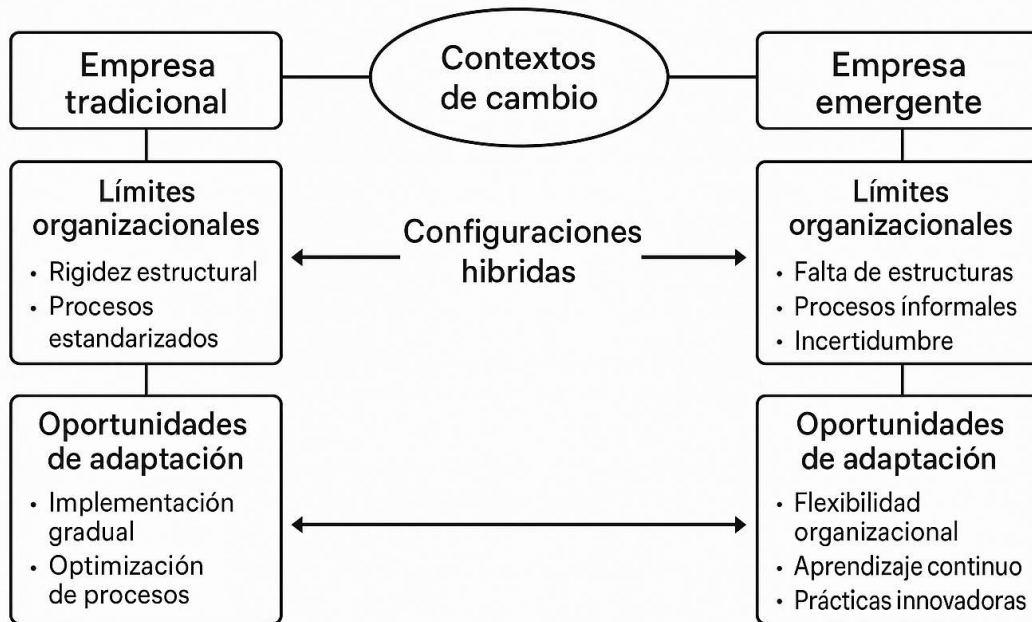 Empresa
tradicional
Contextos
de cambio
Empresa
emergente
Límites
organizacionales
• Rigidez estructural
• Procesos
estandarizados
Configuraciones
hibridas
Límites
organizacionales
• Falta de estructuras
• Procesos ínformales
• Incertidumbre
Oportunidades
de adaptación
• Implementación
gradual
• Optimización
de procesos
Oportunidades
de adaptación
• Flexibilidad
organizacional
• Aprendizaje continuo
• Prácticas innovadoras